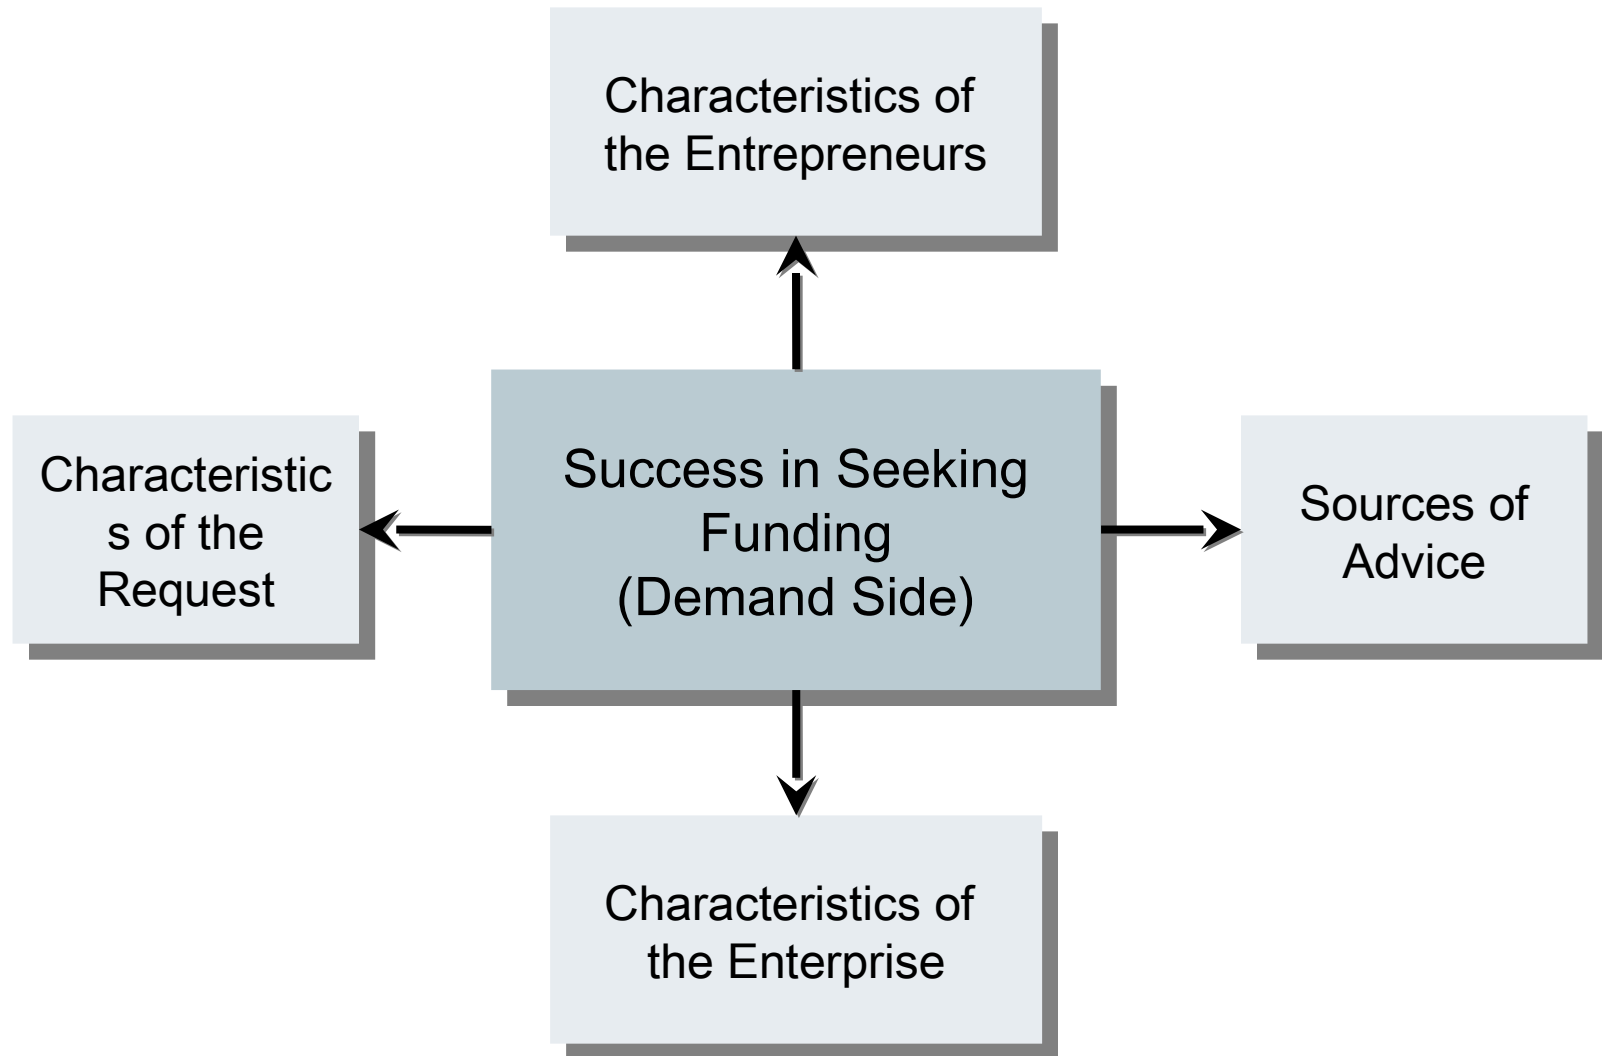 Characteristics of
the Entrepreneurs
Characteristic
s of the
Request
Success in Seeking
Funding
(Demand Side)
Sources of
Advice
Characteristics of
the Enterprise